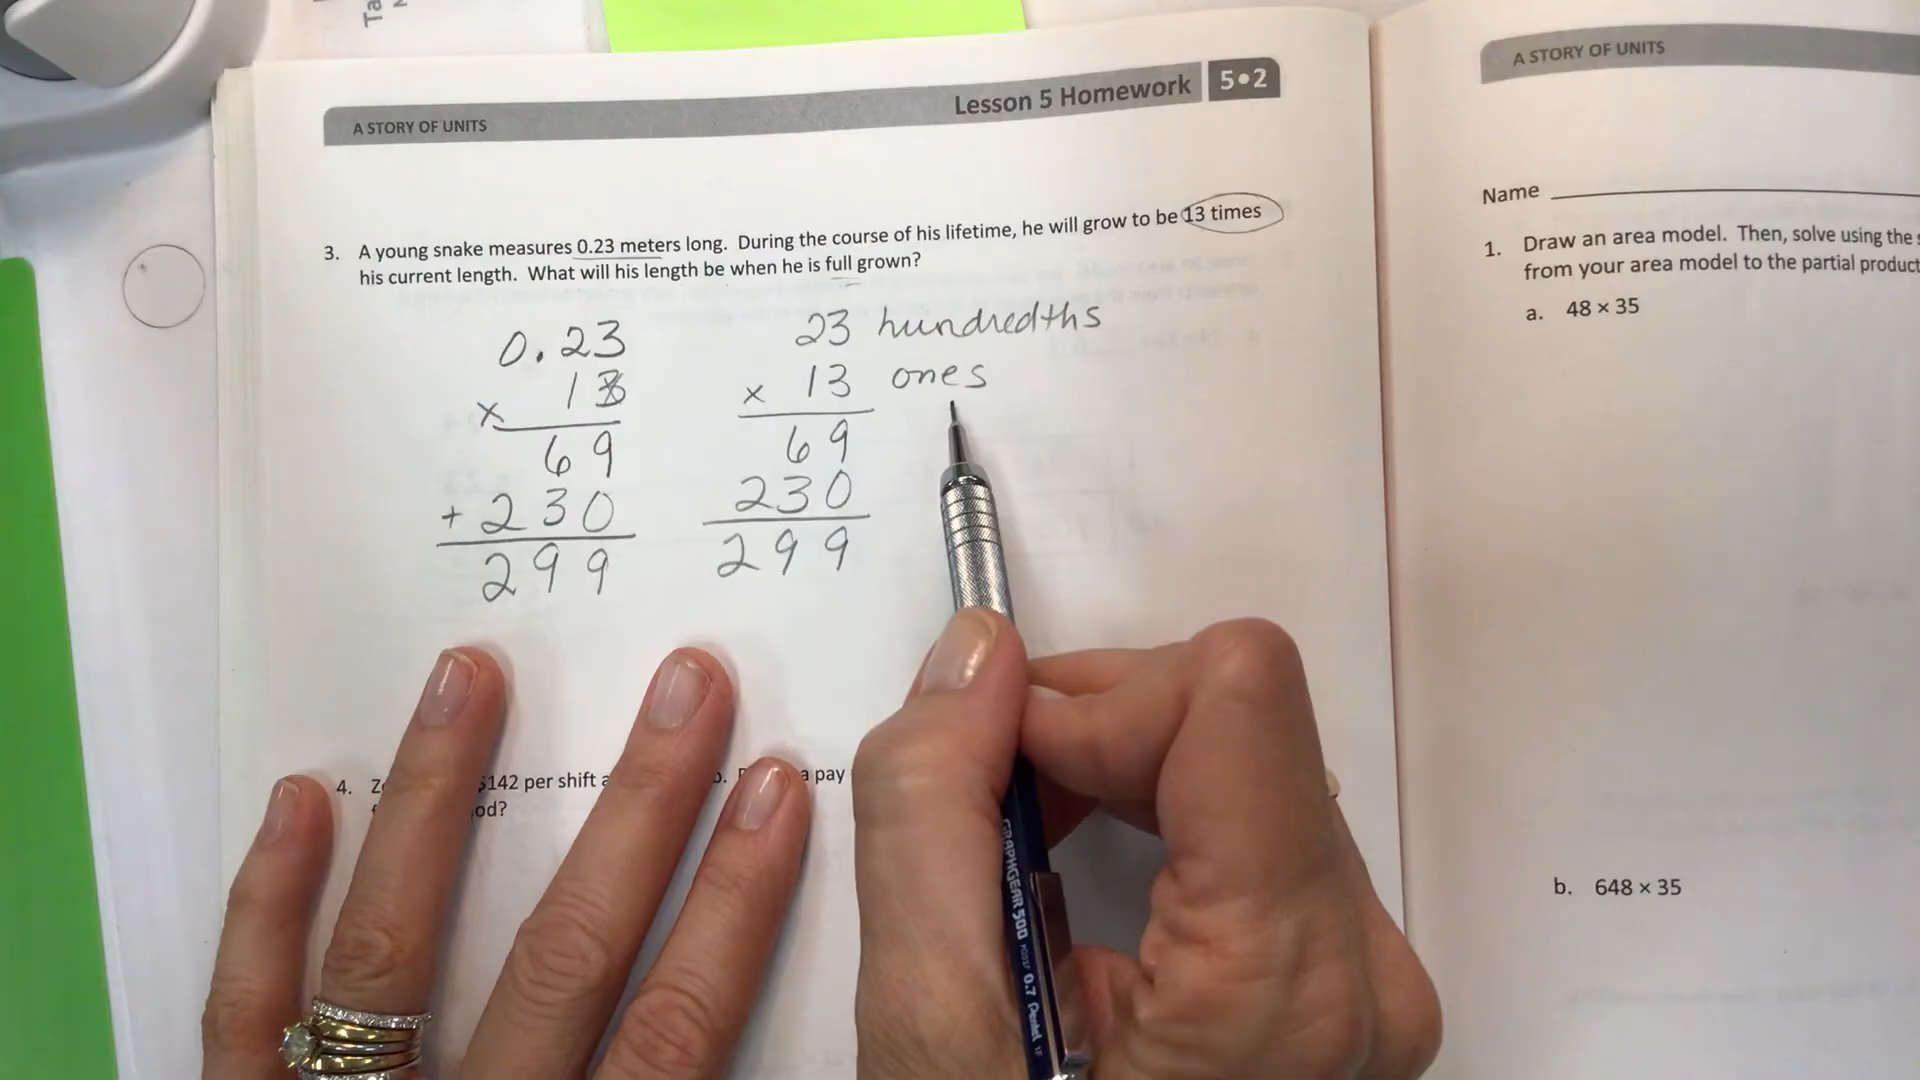 A STORY OF UNITS
Lesson 5 Homework 5•2
3. A young snake measures 0.23 meters long. During the course of his lifetime, he will grow to be 13 times
his current length. What will his length be when he is full grown?
0.23
× 13
69
+ 230
299
23 hundredths
× 13 ones
69
230
299
4.
$142 per shift
a pay
A STORY OF UNITS
Name
1. Draw an area model. Then, solve using the
from your area model to the partial product
a. 48 × 35
b. 648 × 35
GRAPHGEAR 500 0.7 Pentel